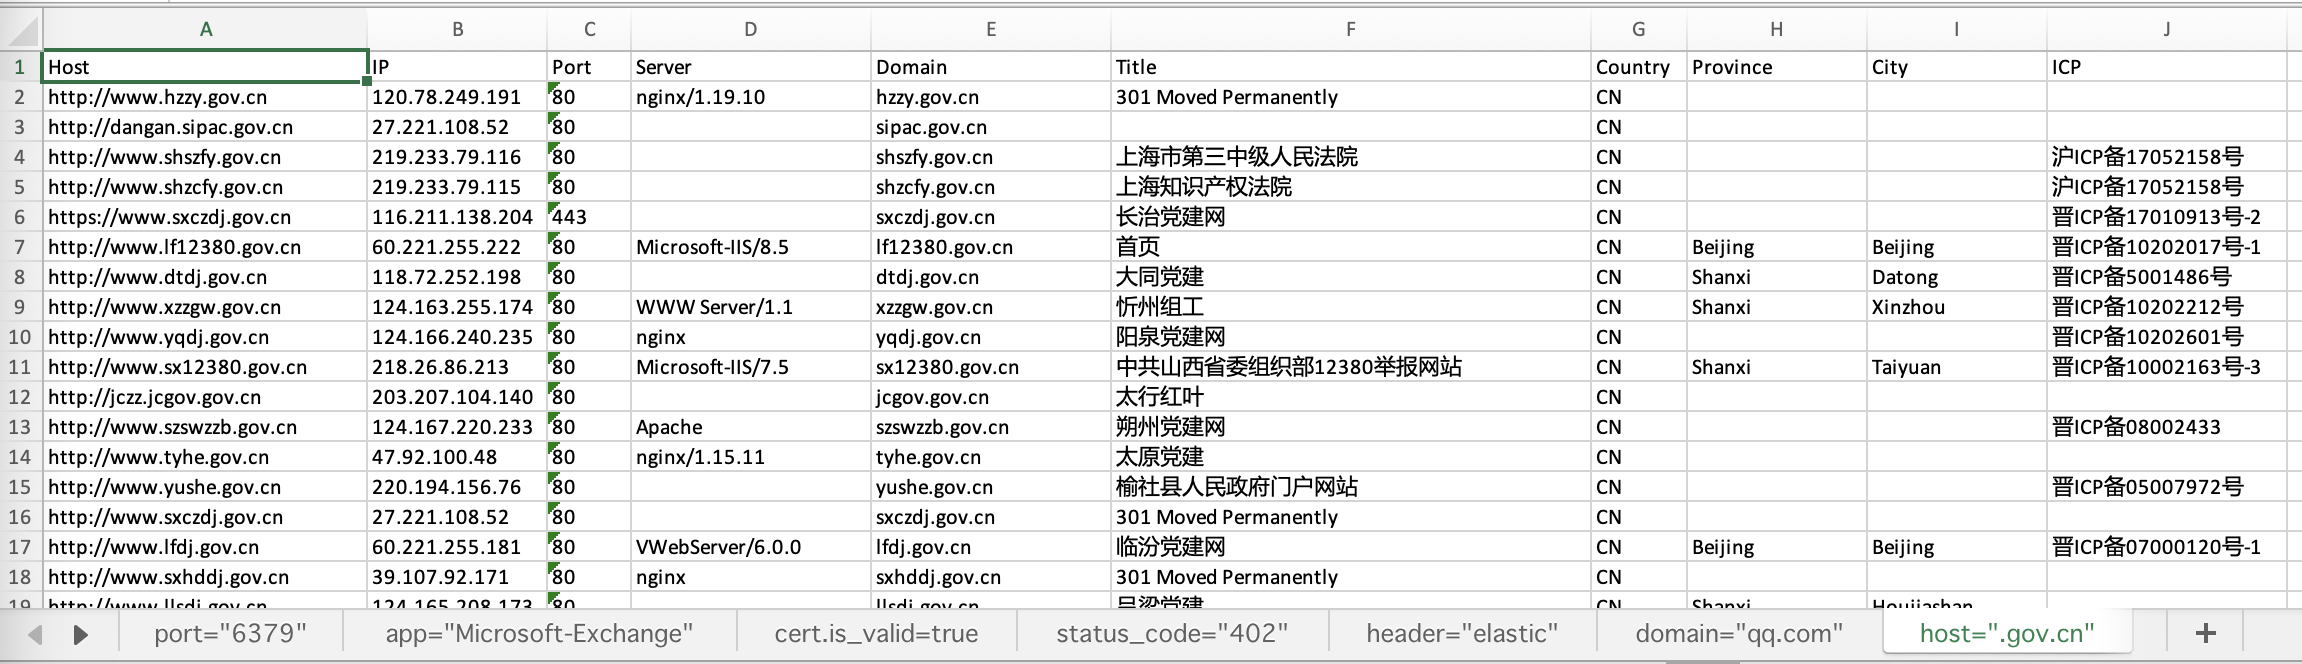 A B C D E F G H I J
1 Host IP Port Server Domain Title Country Province City ICP
2 http://www.hzzy.gov.cn 120.78.249.191 80 nginx/1.19.10 hzzy.gov.cn 301 Moved Permanently CN
3 http://dangan.sipac.gov.cn 27.221.108.52 80 sipac.gov.cn CN
4 http://www.shszfy.gov.cn 219.233.79.116 80 shszfy.gov.cn 上海市第三中级人民法院 CN 沪ICP备17052158号
5 http://www.shzcfy.gov.cn 219.233.79.115 80 shzcfy.gov.cn 上海知识产权法院 CN 沪ICP备17052158号
6 https://www.sxczdj.gov.cn 116.211.138.204 443 sxczdj.gov.cn 长治党建网 CN 晋ICP备17010913号-2
7 http://www.lf12380.gov.cn 60.221.255.222 80 Microsoft-IIS/8.5 lf12380.gov.cn 首页 CN Beijing Beijing 晋ICP备10202017号-1
8 http://www.dtdj.gov.cn 118.72.252.198 80 dtdj.gov.cn 大同党建 CN Shanxi Datong 晋ICP备5001486号
9 http://www.xzzgw.gov.cn 124.163.255.174 80 WWW Server/1.1 xzzgw.gov.cn 忻州组工 CN Shanxi Xinzhou 晋ICP备10202212号
10 http://www.yqdj.gov.cn 124.166.240.235 80 nginx yqdj.gov.cn 阳泉党建网 CN 晋ICP备10202601号
11 http://www.sx12380.gov.cn 218.26.86.213 80 Microsoft-IIS/7.5 sx12380.gov.cn 中共山西省委组织部12380举报网站 CN Shanxi Taiyuan 晋ICP备10002163号-3
12 http://jczz.jcgov.gov.cn 203.207.104.140 80 jcgov.gov.cn 太行红叶 CN
13 http://www.szswzzb.gov.cn 124.167.220.233 80 Apache szswzzb.gov.cn 朔州党建网 CN 晋ICP备08002433
14 http://www.tyhe.gov.cn 47.92.100.48 80 nginx/1.15.11 tyhe.gov.cn 太原党建 CN
15 http://www.yushe.gov.cn 220.194.156.76 80 yushe.gov.cn 榆社县人民政府门户网站 CN 晋ICP备05007972号
16 http://www.sxczdj.gov.cn 27.221.108.52 80 sxczdj.gov.cn 301 Moved Permanently CN
17 http://www.lfdj.gov.cn 60.221.255.181 80 VWebServer/6.0.0 lfdj.gov.cn 临汾党建网 CN Beijing Beijing 晋ICP备07000120号-1
18 http://www.sxhddj.gov.cn 39.107.92.171 80 nginx sxhddj.gov.cn 301 Moved Permanently CN
19 http://www.llsdj.gov.cn 124.165.208.173 80 llsdj.gov.cn 吕梁党建 CN Shanxi Houjiashan
port="6379" app="Microsoft-Exchange" cert.is_valid=true status_code="402" header="elastic" domain="qq.com" host=".gov.cn" +